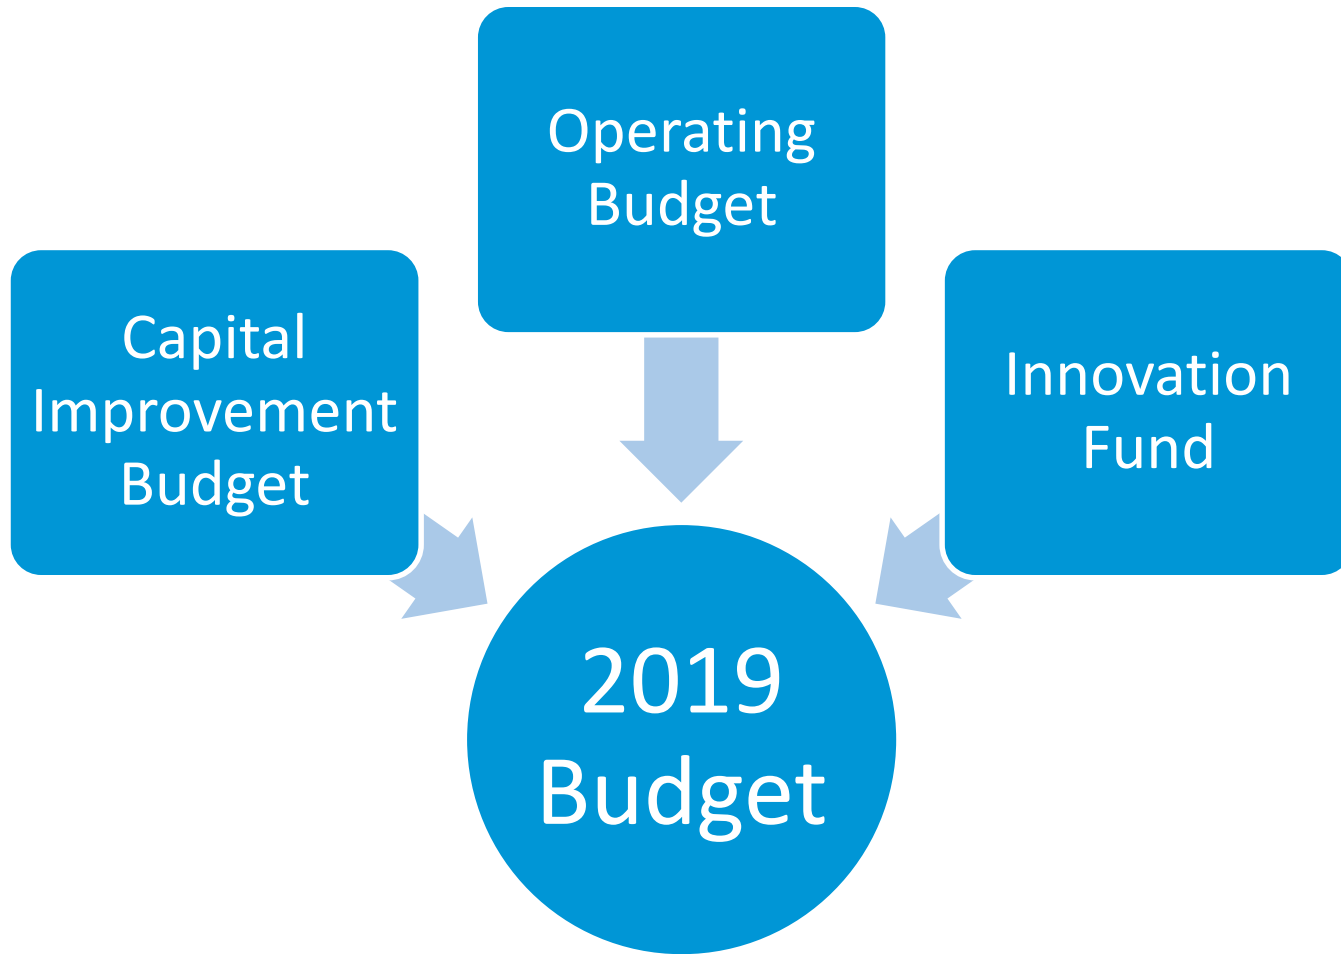 Operating
Budget
Capital
Improvement
Budget
Innovation
Fund
2019
Budget